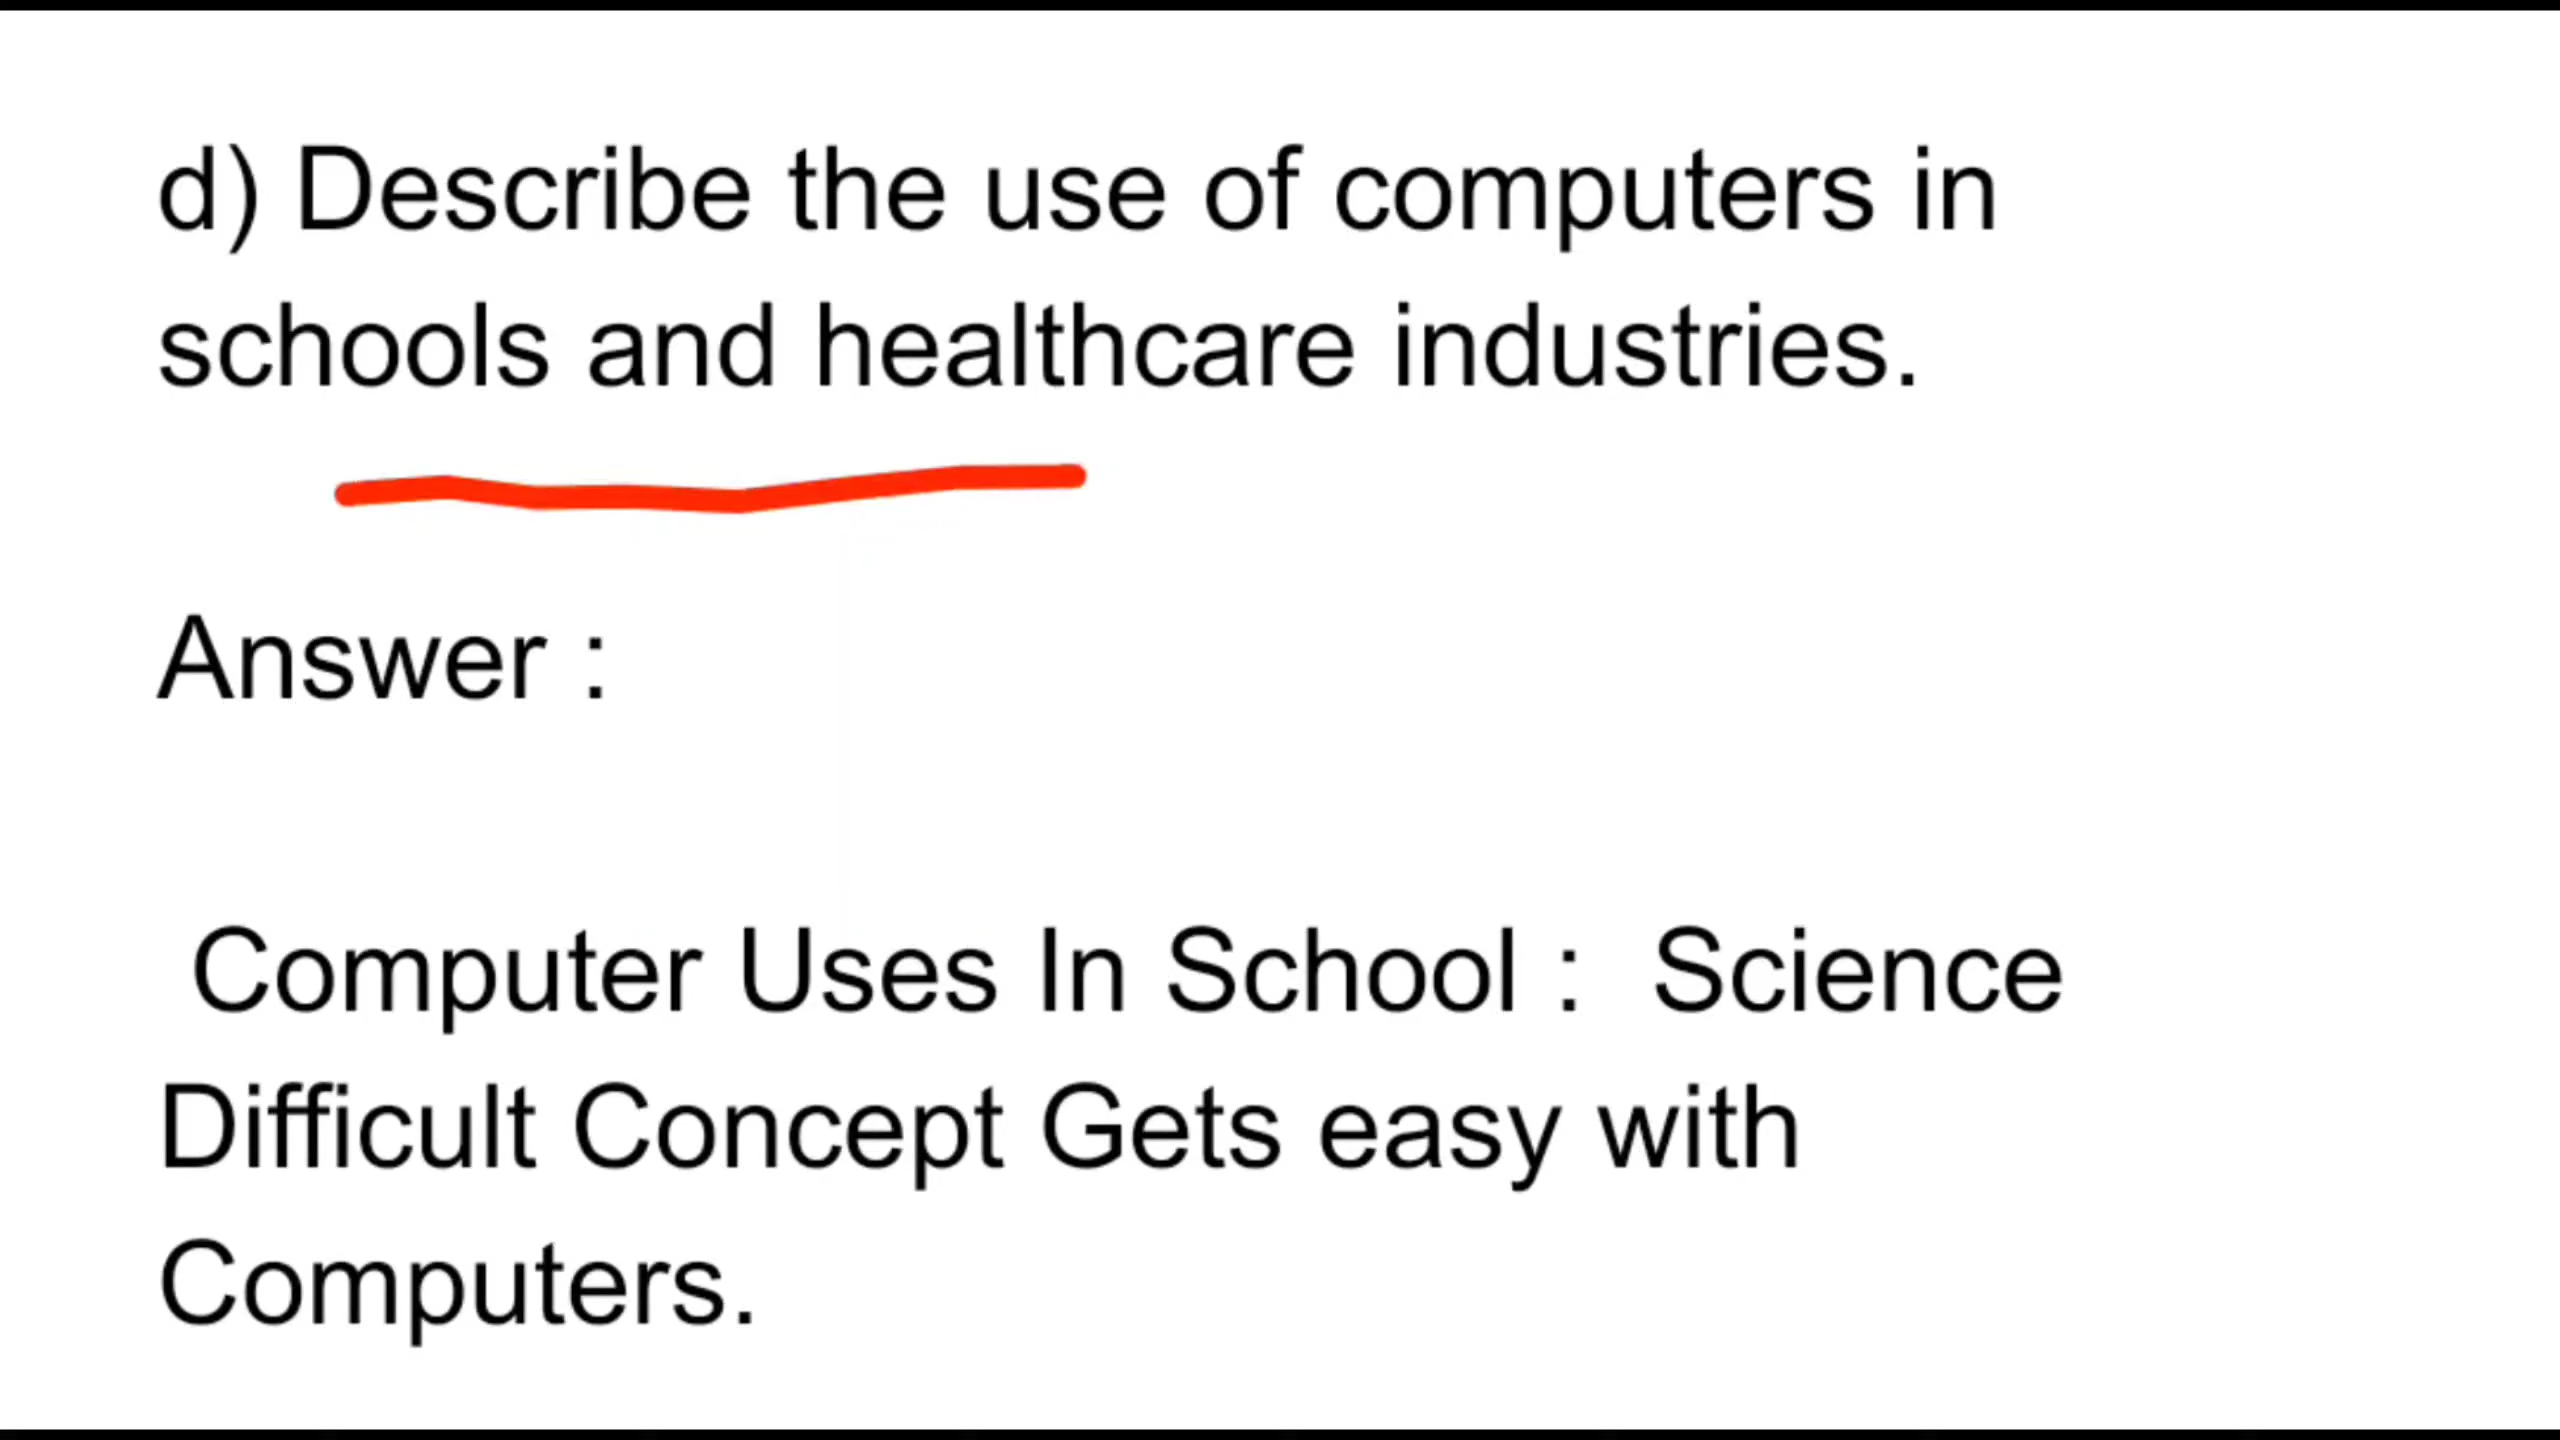 d) Describe the use of computers in
schools and healthcare industries.
Answer :
Computer Uses In School :  Science
Difficult Concept Gets easy with
Computers.